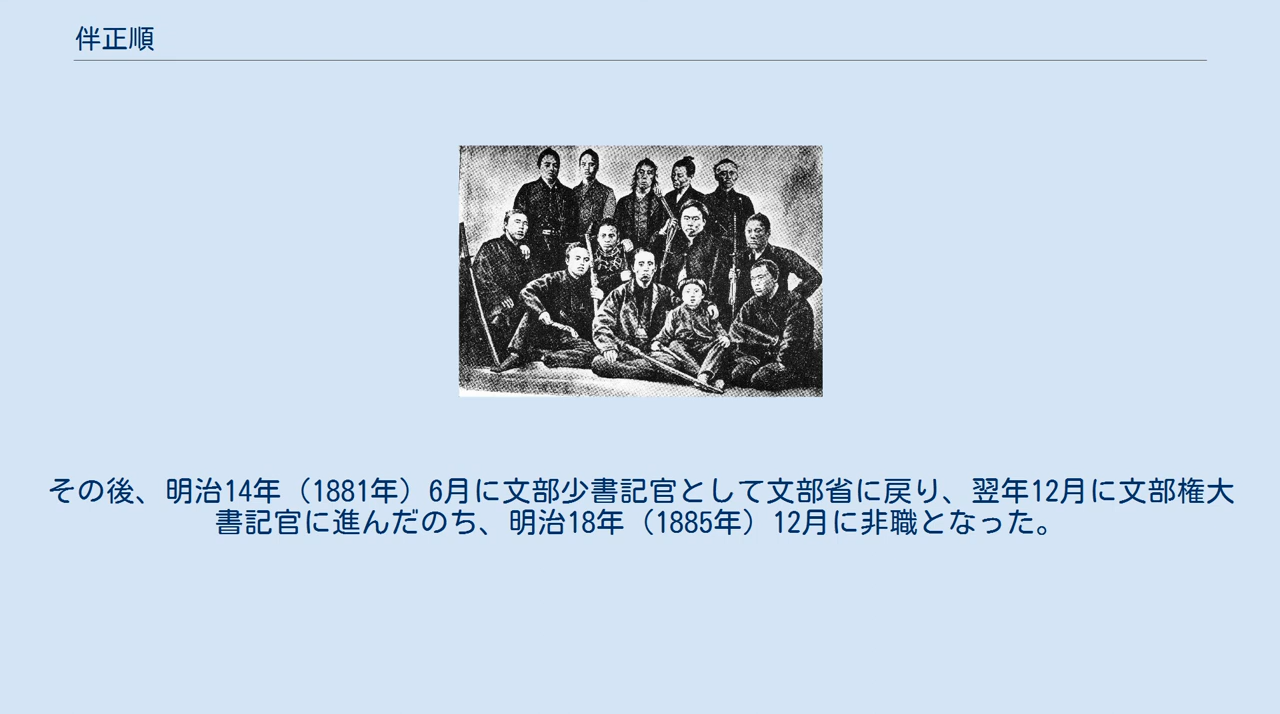 伴正順
その後、明治14年（1881年）6月に文部少書記官として文部省に戻り、翌年12月に文部権大
書記官に進んだのち、明治18年（1885年）12月に非職となった。